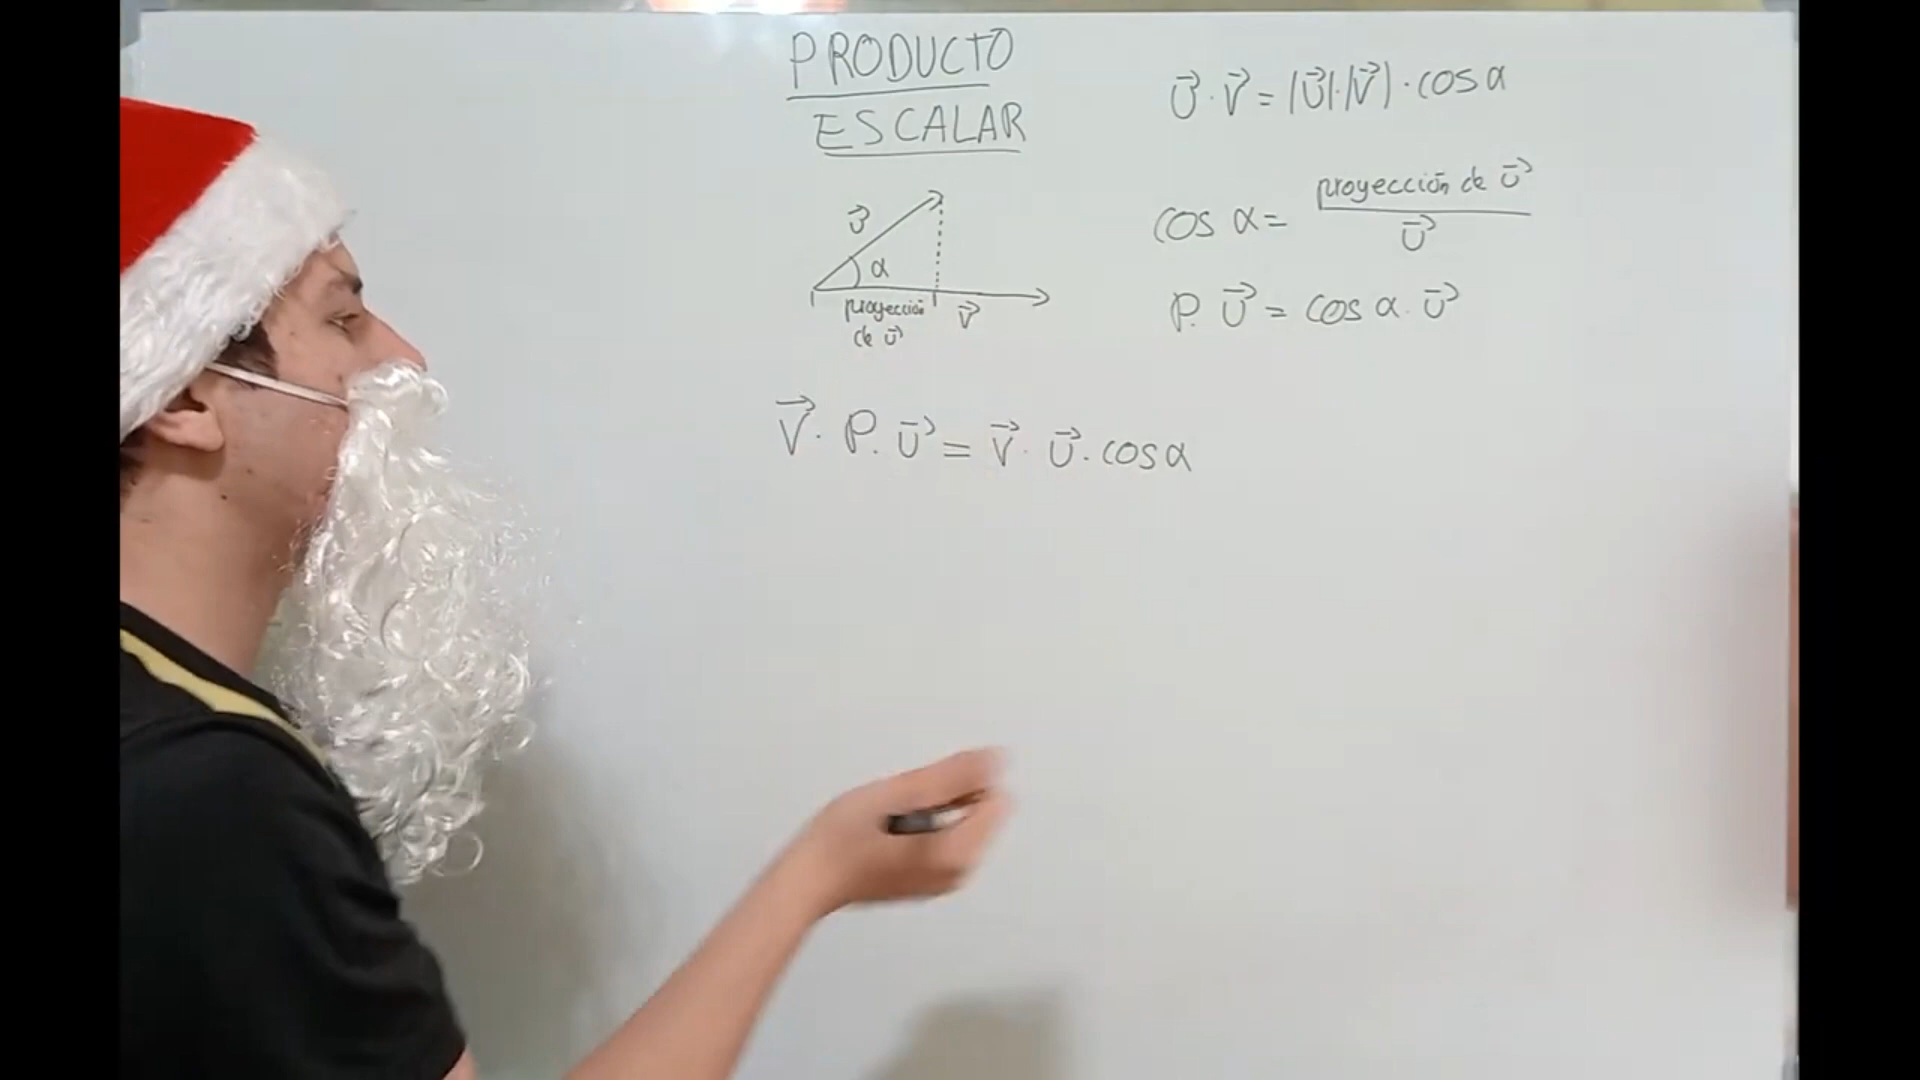 PRODUCTO
ESCALAR
U⃗
α
proyección
de U⃗
V⃗
U⃗ · V⃗ = |U⃗| · |V⃗| · cos α
cos α = proyección de U⃗
U⃗
P. U⃗ = cos α · U⃗
V⃗ · P. U⃗ = V⃗ · U⃗ · cos α